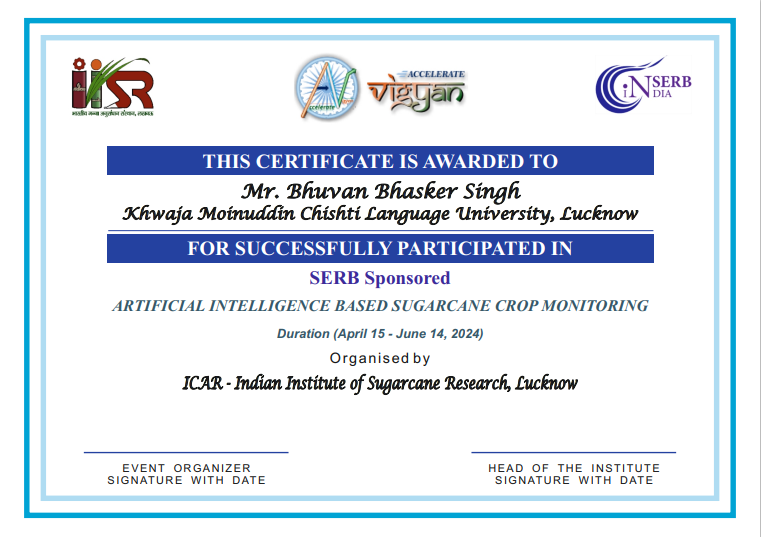 IISR
भारतीय गन्ना अनुसंधान संस्थान, लखनऊ
AV
Accelerate
ACCELERATE
vigyan
SERB
iNDIA
THIS CERTIFICATE IS AWARDED TO
Mr. Bhuvan Bhasker Singh
Khwaja Moinuddin Chishti Language University, Lucknow
FOR SUCCESSFULLY PARTICIPATED IN
SERB Sponsored
ARTIFICIAL INTELLIGENCE BASED SUGARCANE CROP MONITORING
Duration (April 15 - June 14, 2024)
Organised by
ICAR - Indian Institute of Sugarcane Research, Lucknow
EVENT ORGANIZER
SIGNATURE WITH DATE
HEAD OF THE INSTITUTE
SIGNATURE WITH DATE